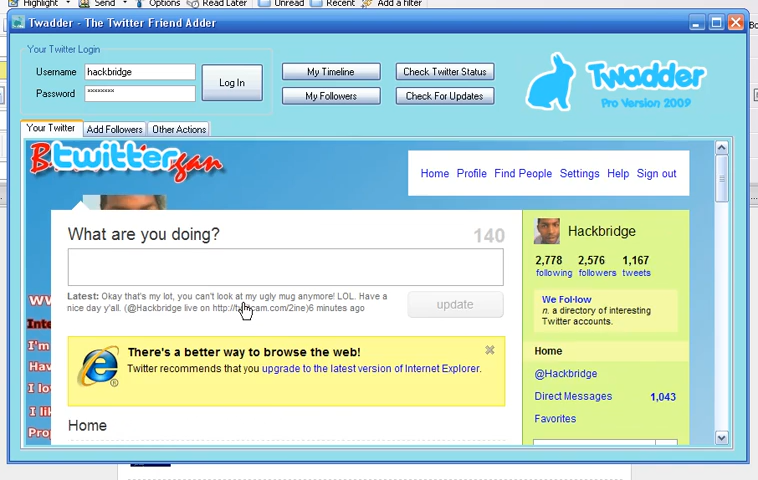 Highlight Send Options Read Later Unread Recent Add a filter
Twadder - The Twitter Friend Adder
Your Twitter Login
Username hackbridge
Password ********
Log In
My Timeline Check Twitter Status
My Followers Check For Updates
Twadder
Pro Version 2009
Your Twitter Add Followers Other Actions
twitter
Home Profile Find People Settings Help Sign out
What are you doing? 140
Latest: Okay that's my lot, you can't look at my ugly mug anymore! LOL. Have a
nice day y'all. (@Hackbridge live on 6 minutes ago
update
There's a better way to browse the web!
Twitter recommends that you upgrade to the latest version of Internet Explorer.
Home
Hackbridge
2,778 2,576 1,167
following followers tweets
We Fol·low
n. a directory of interesting
Twitter accounts.
Home
@Hackbridge
Direct Messages 1,043
Favorites
I'm
I lo
I lik